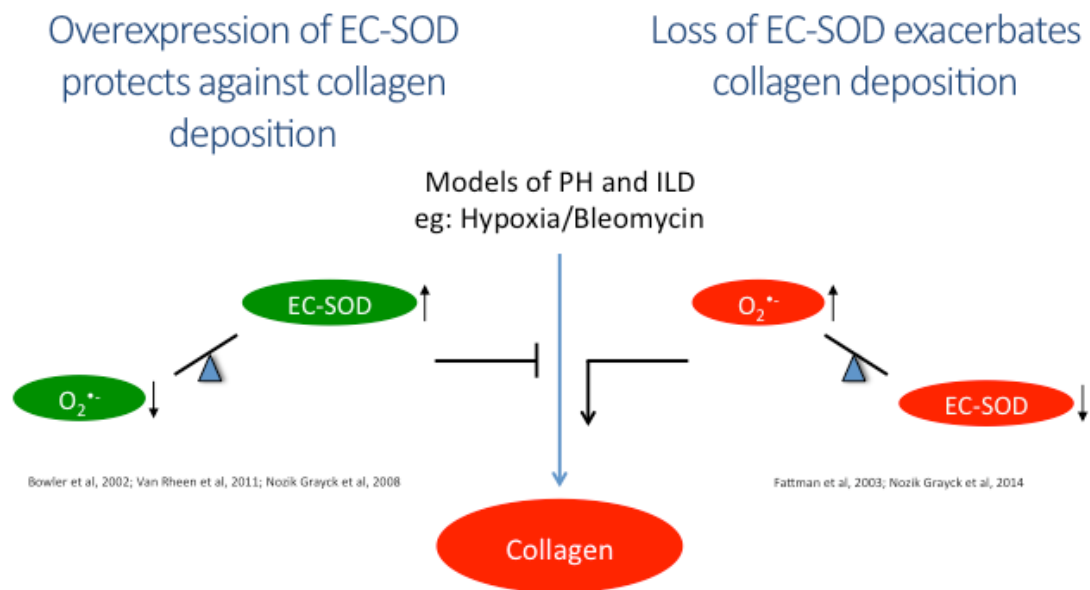 Overexpression of EC-SOD
protects against collagen
deposition
Loss of EC-SOD exacerbates
collagen deposition
Models of PH and ILD
eg: Hypoxia/Bleomycin
EC-SOD
O₂•-
O₂•-
EC-SOD
Bowler et al, 2002; Van Rheen et al, 2011; Nozik Grayck et al, 2008
Fattman et al, 2003; Nozik Grayck et al, 2014
Collagen